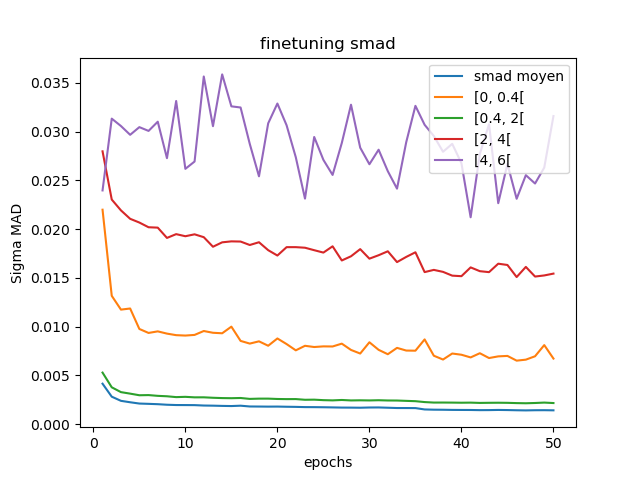 finetuning smad
Sigma MAD
0.035
0.030
0.025
0.020
0.015
0.010
0.005
0.000
smad moyen
[0, 0.4[
[0.4, 2[
[2, 4[
[4, 6[
0 10 20 30 40 50
epochs